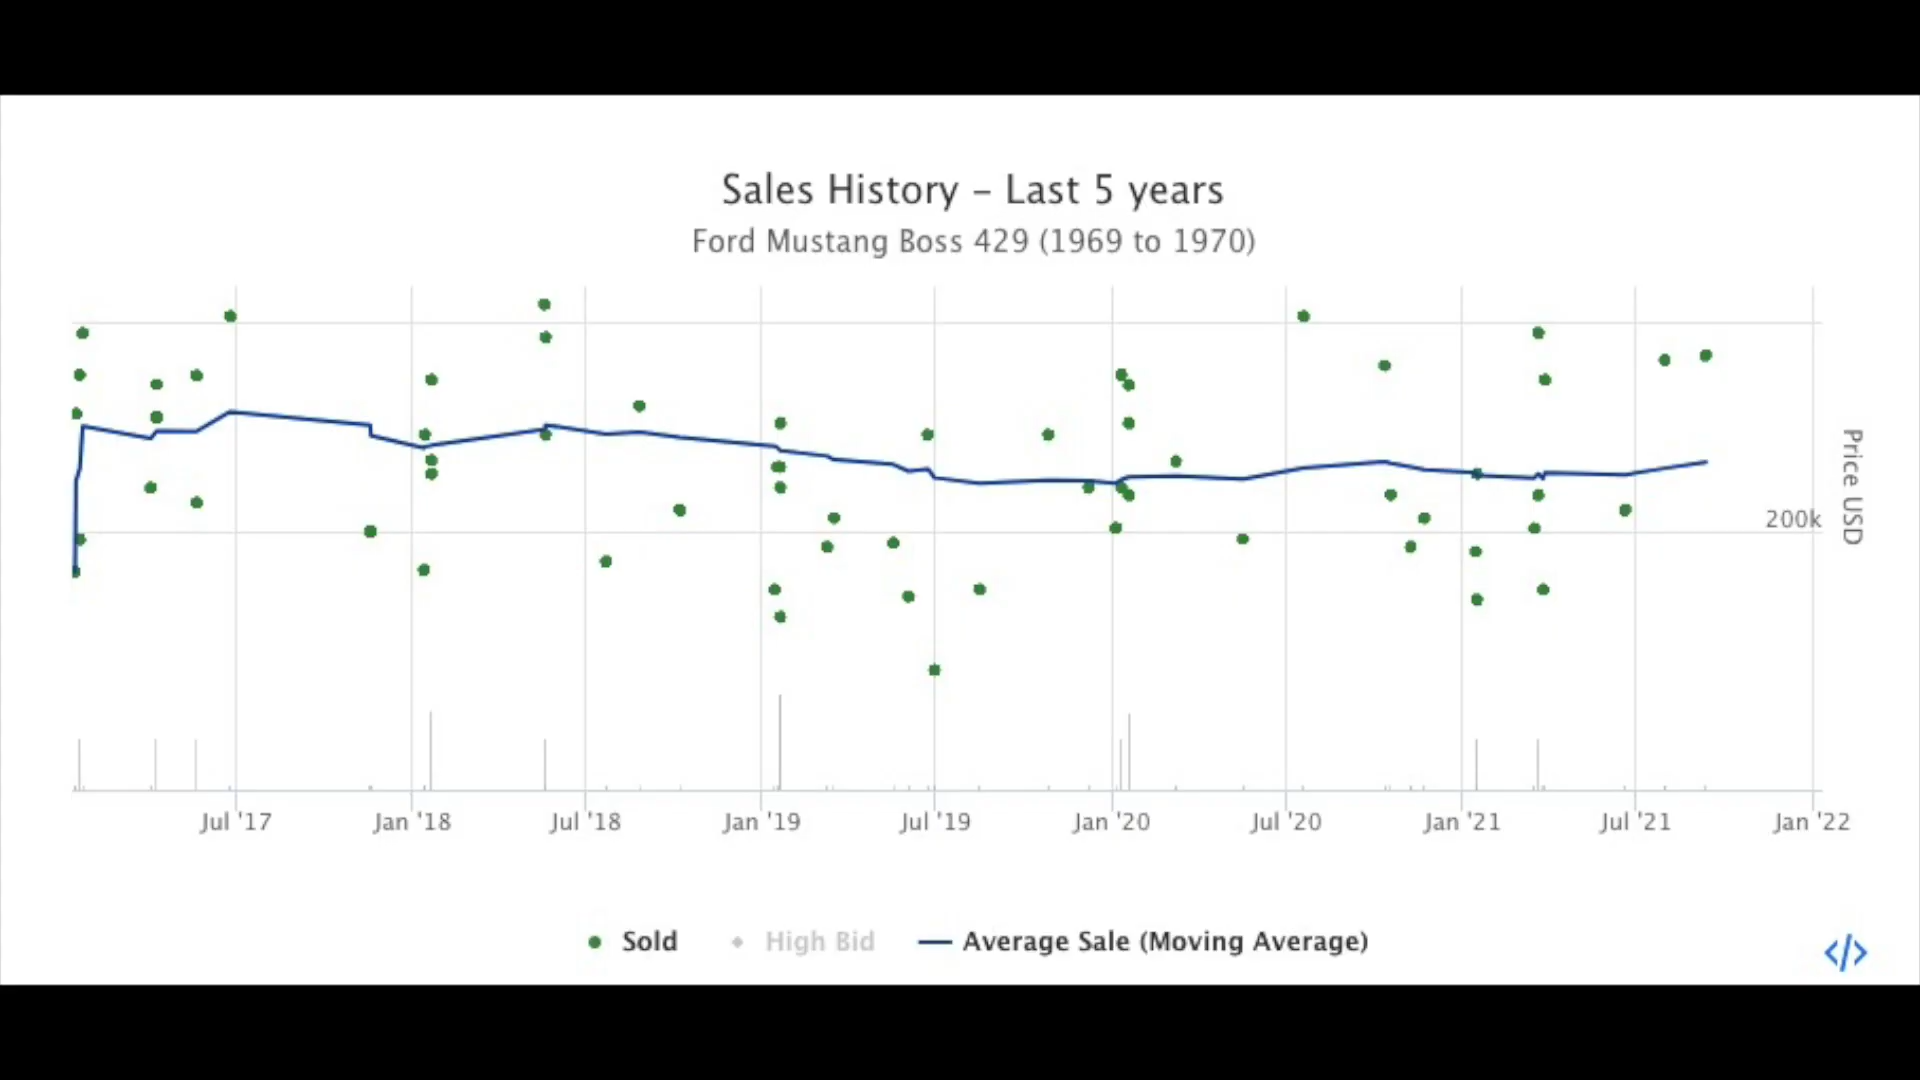 Sales History – Last 5 years
Ford Mustang Boss 429 (1969 to 1970)
Price USD
200k
Jul '17 Jan '18 Jul '18 Jan '19 Jul '19 Jan '20 Jul '20 Jan '21 Jul '21 Jan '22
Sold High Bid Average Sale (Moving Average)
</>